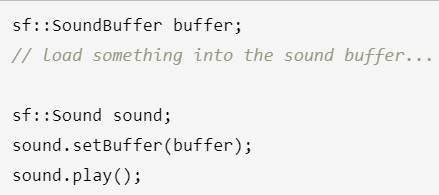 sf::SoundBuffer buffer;
// load something into the sound buffer...
sf::Sound sound;
sound.setBuffer(buffer);
sound.play();